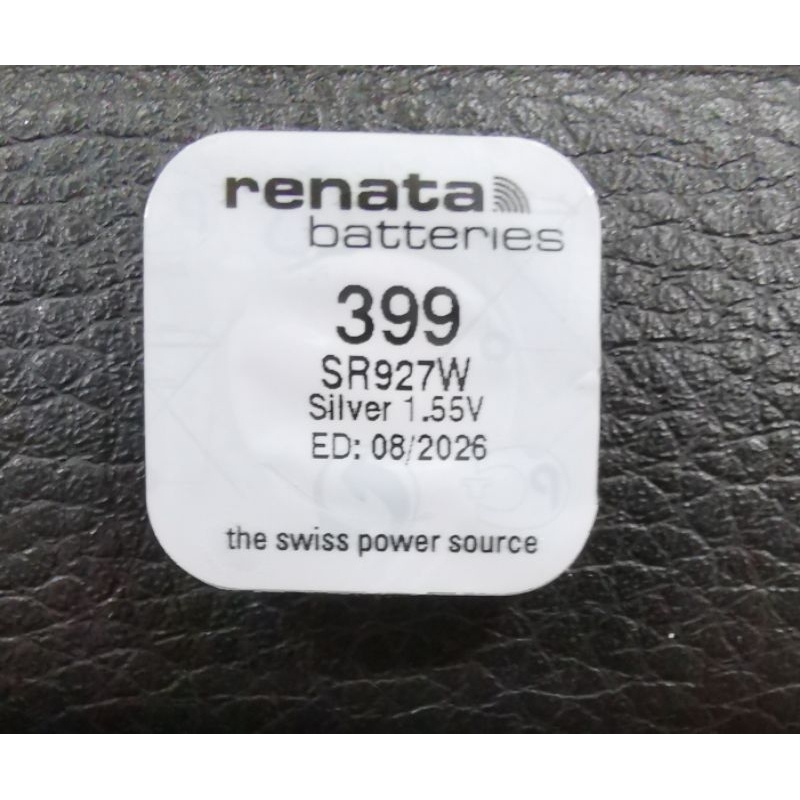 renata
batteries
399
SR927W
Silver 1.55V
ED: 08/2026
the swiss power source